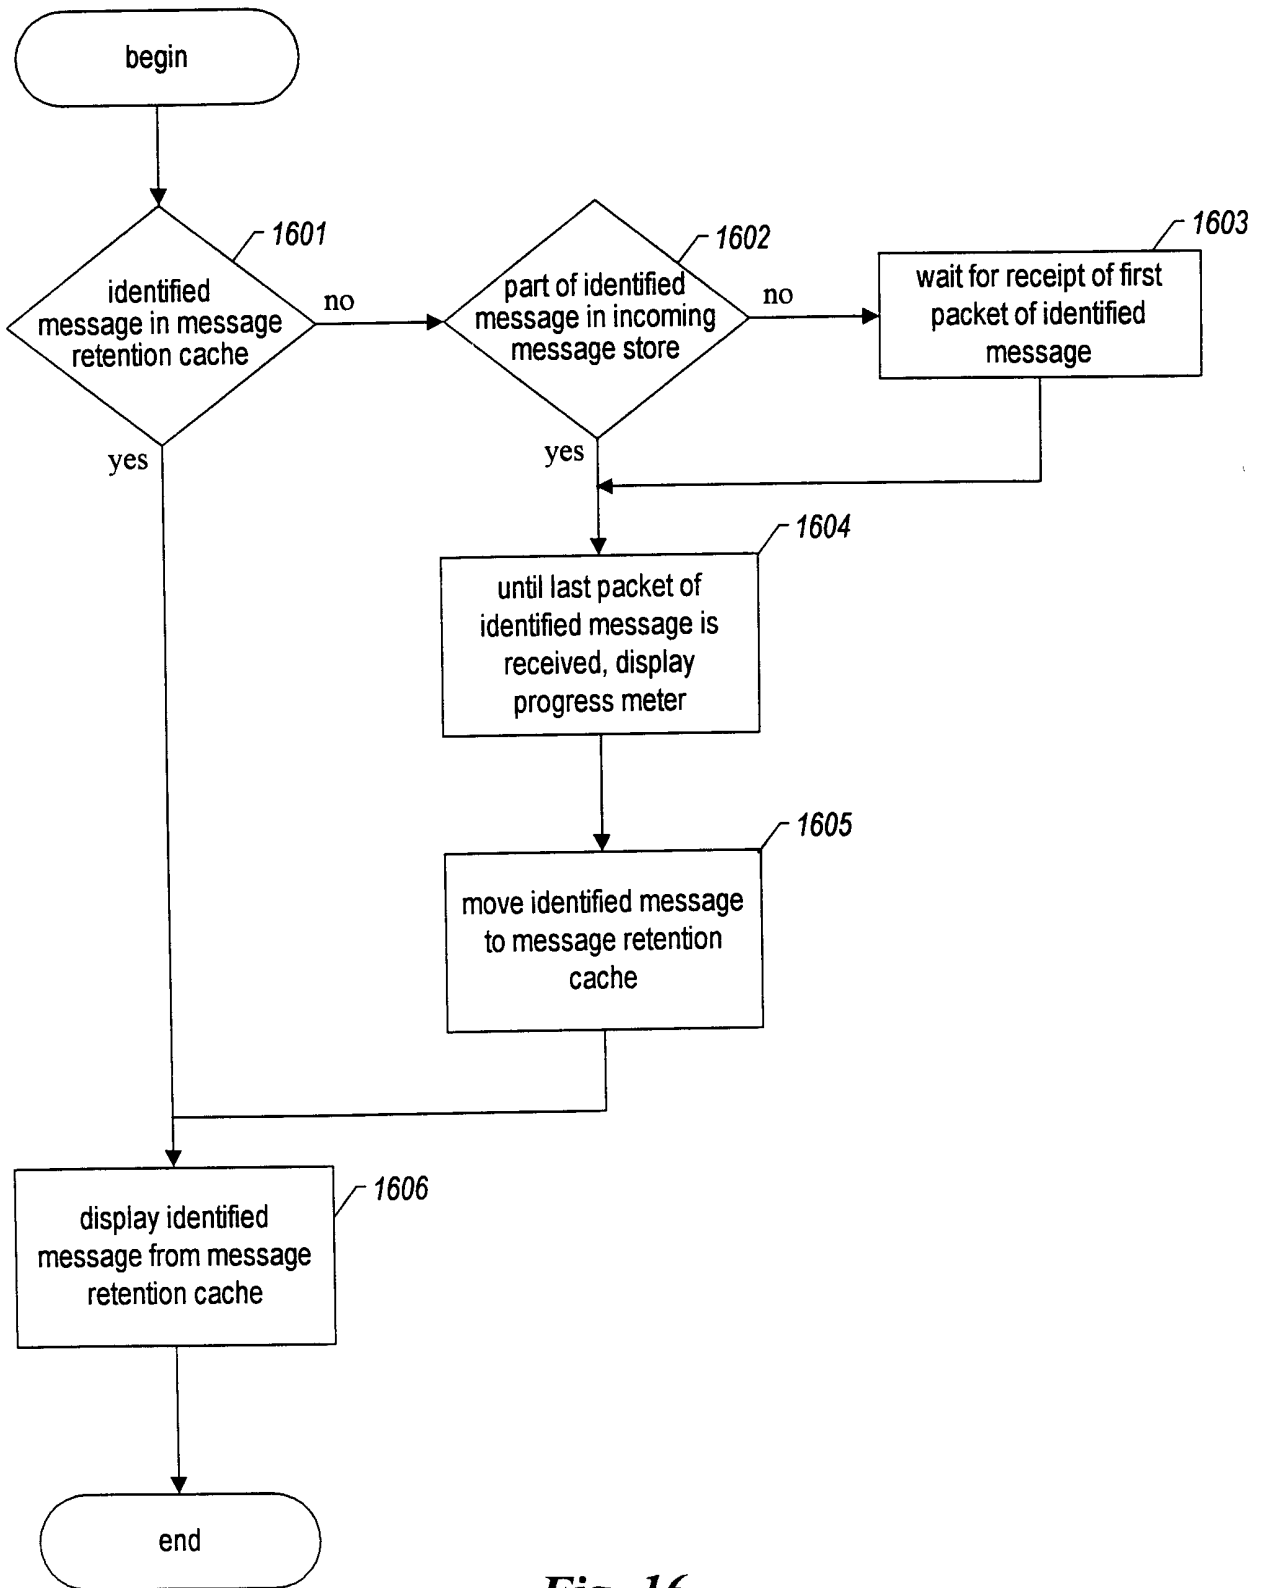 begin
1601
identified
message in message
retention cache
no
yes
1602
part of identified
message in incoming
message store
no
yes
1603
wait for receipt of first
packet of identified
message
1604
until last packet of
identified message is
received, display
progress meter
1605
move identified message
to message retention
cache
1606
display identified
message from message
retention cache
end
Fig. 16